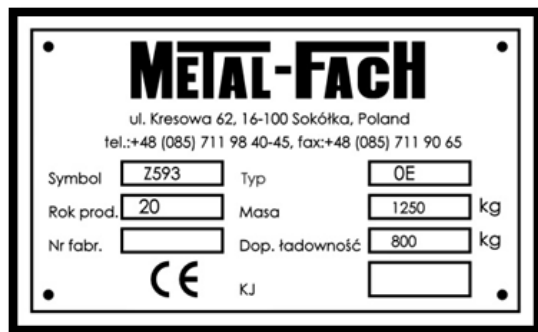 METAL-FACH
ul. Kresowa 62, 16-100 Sokółka, Poland
tel.:+48 (085) 711 98 40-45, fax:+48 (085) 711 90 65
Symbol Z593 Typ 0E
Rok prod. 20 Masa 1250 kg
Nr fabr. Dop. ładowność 800 kg
CE KJ